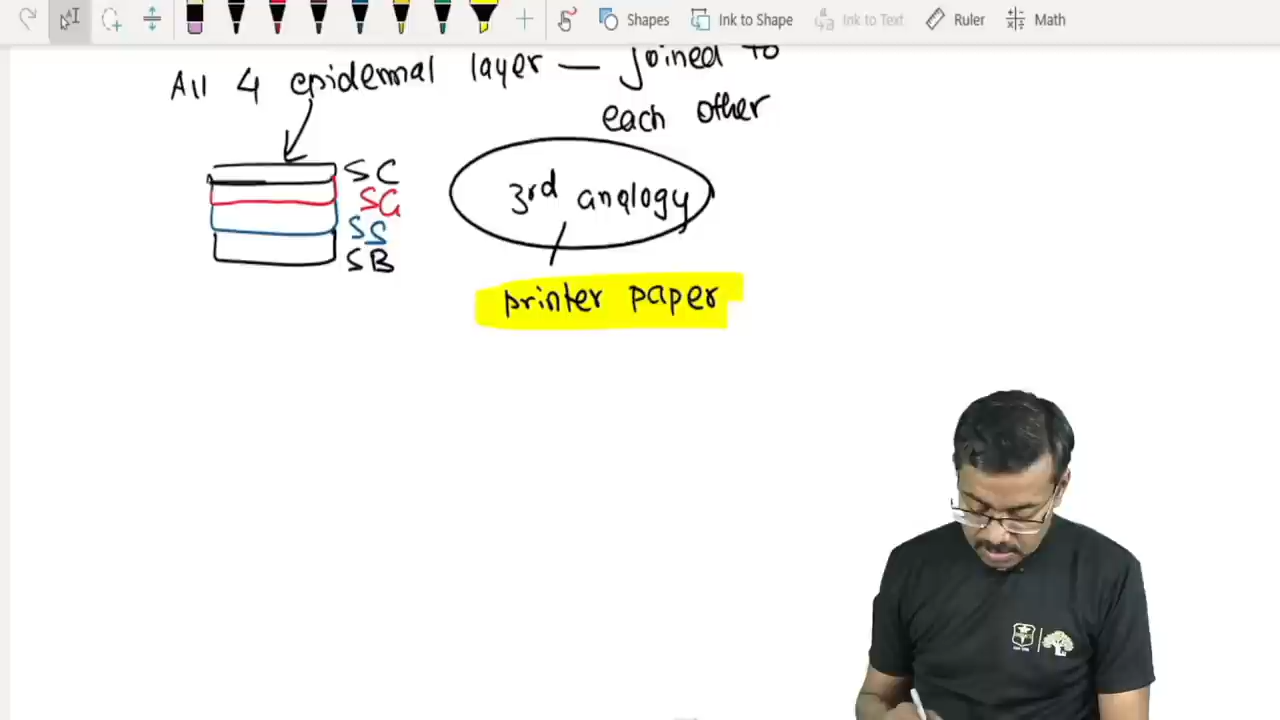 Shapes Ink to Shape Ink to Text Ruler Math
All 4 epidermal layer — joined to
each other
SC
SG
SS
SB
3rd analogy
printer paper